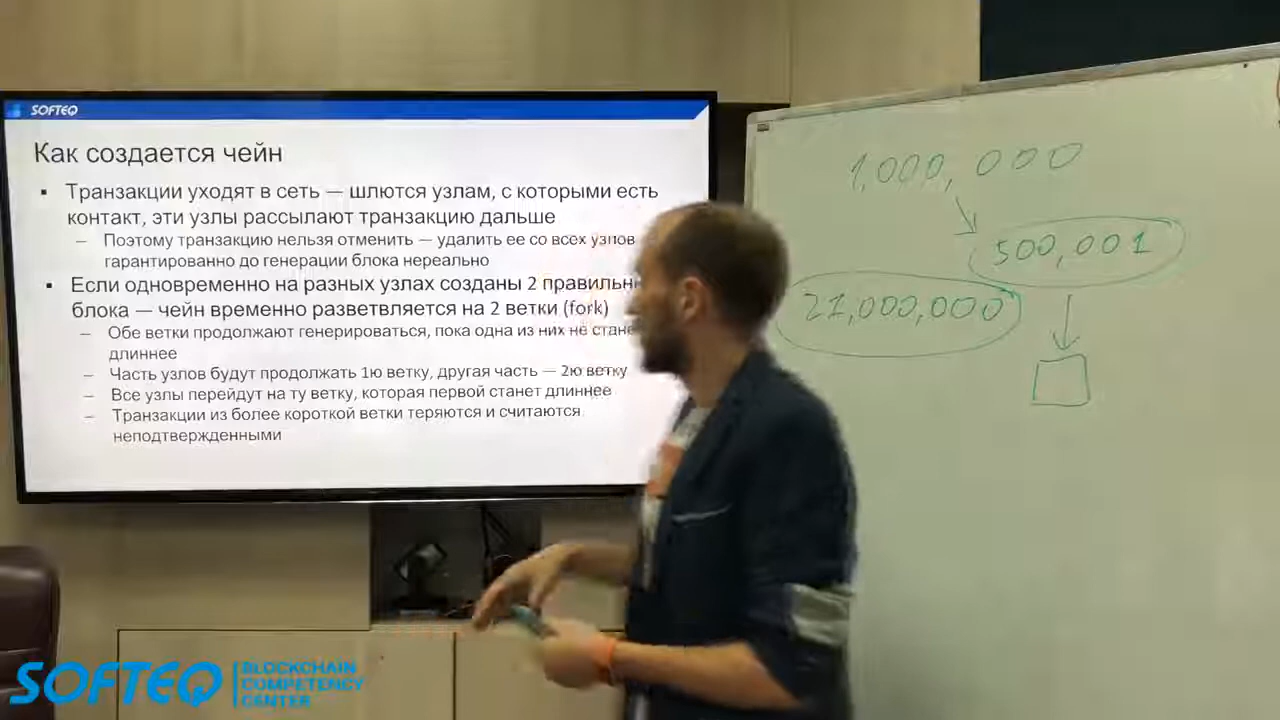 SOFTEQ
Как создается чейн
Транзакции уходят в сеть — шлются узлам, с которыми есть
контакт, эти узлы рассылают транзакцию дальше
Поэтому транзакцию нельзя отменить — удалить ее со всех узлов
гарантированно до генерации блока нереально
Если одновременно на разных узлах созданы 2
блока — чейн временно разветвляется на 2 ветки (fork)
Обе ветки продолжают генерироваться, пока одна из них не
длиннее
Часть узлов будут продолжать 1ю ветку, другая часть — 2ю ветку
Все узлы перейдут на ту ветку, которая первой станет длиннее
Транзакции из более короткой ветки теряются и считаются
неподтвержденными
1,000,000
500,001
21,000,000
SOFTEQ
BLOCKCHAIN
COMPETENCY
CENTER